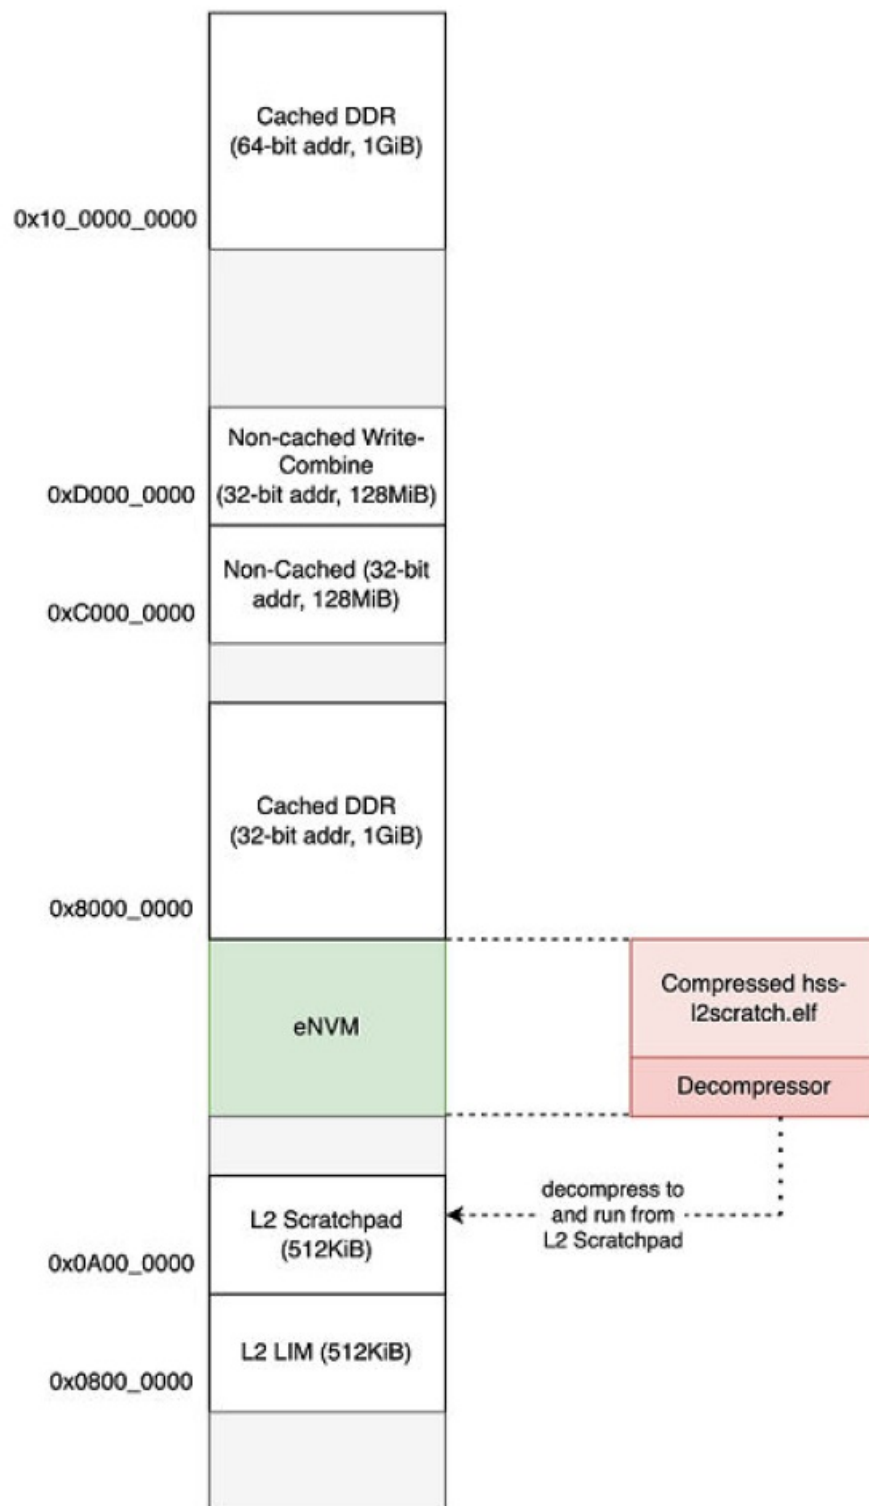 Cached DDR
(64-bit addr, 1GiB)
0x10_0000_0000
Non-cached Write-
Combine
(32-bit addr, 128MiB)
0xD000_0000
Non-Cached (32-bit
addr, 128MiB)
0xC000_0000
Cached DDR
(32-bit addr, 1GiB)
0x8000_0000
eNVM
Compressed hss-
l2scratch.elf
Decompressor
decompress to
and run from
L2 Scratchpad
L2 Scratchpad
(512KiB)
0x0A00_0000
L2 LIM (512KiB)
0x0800_0000